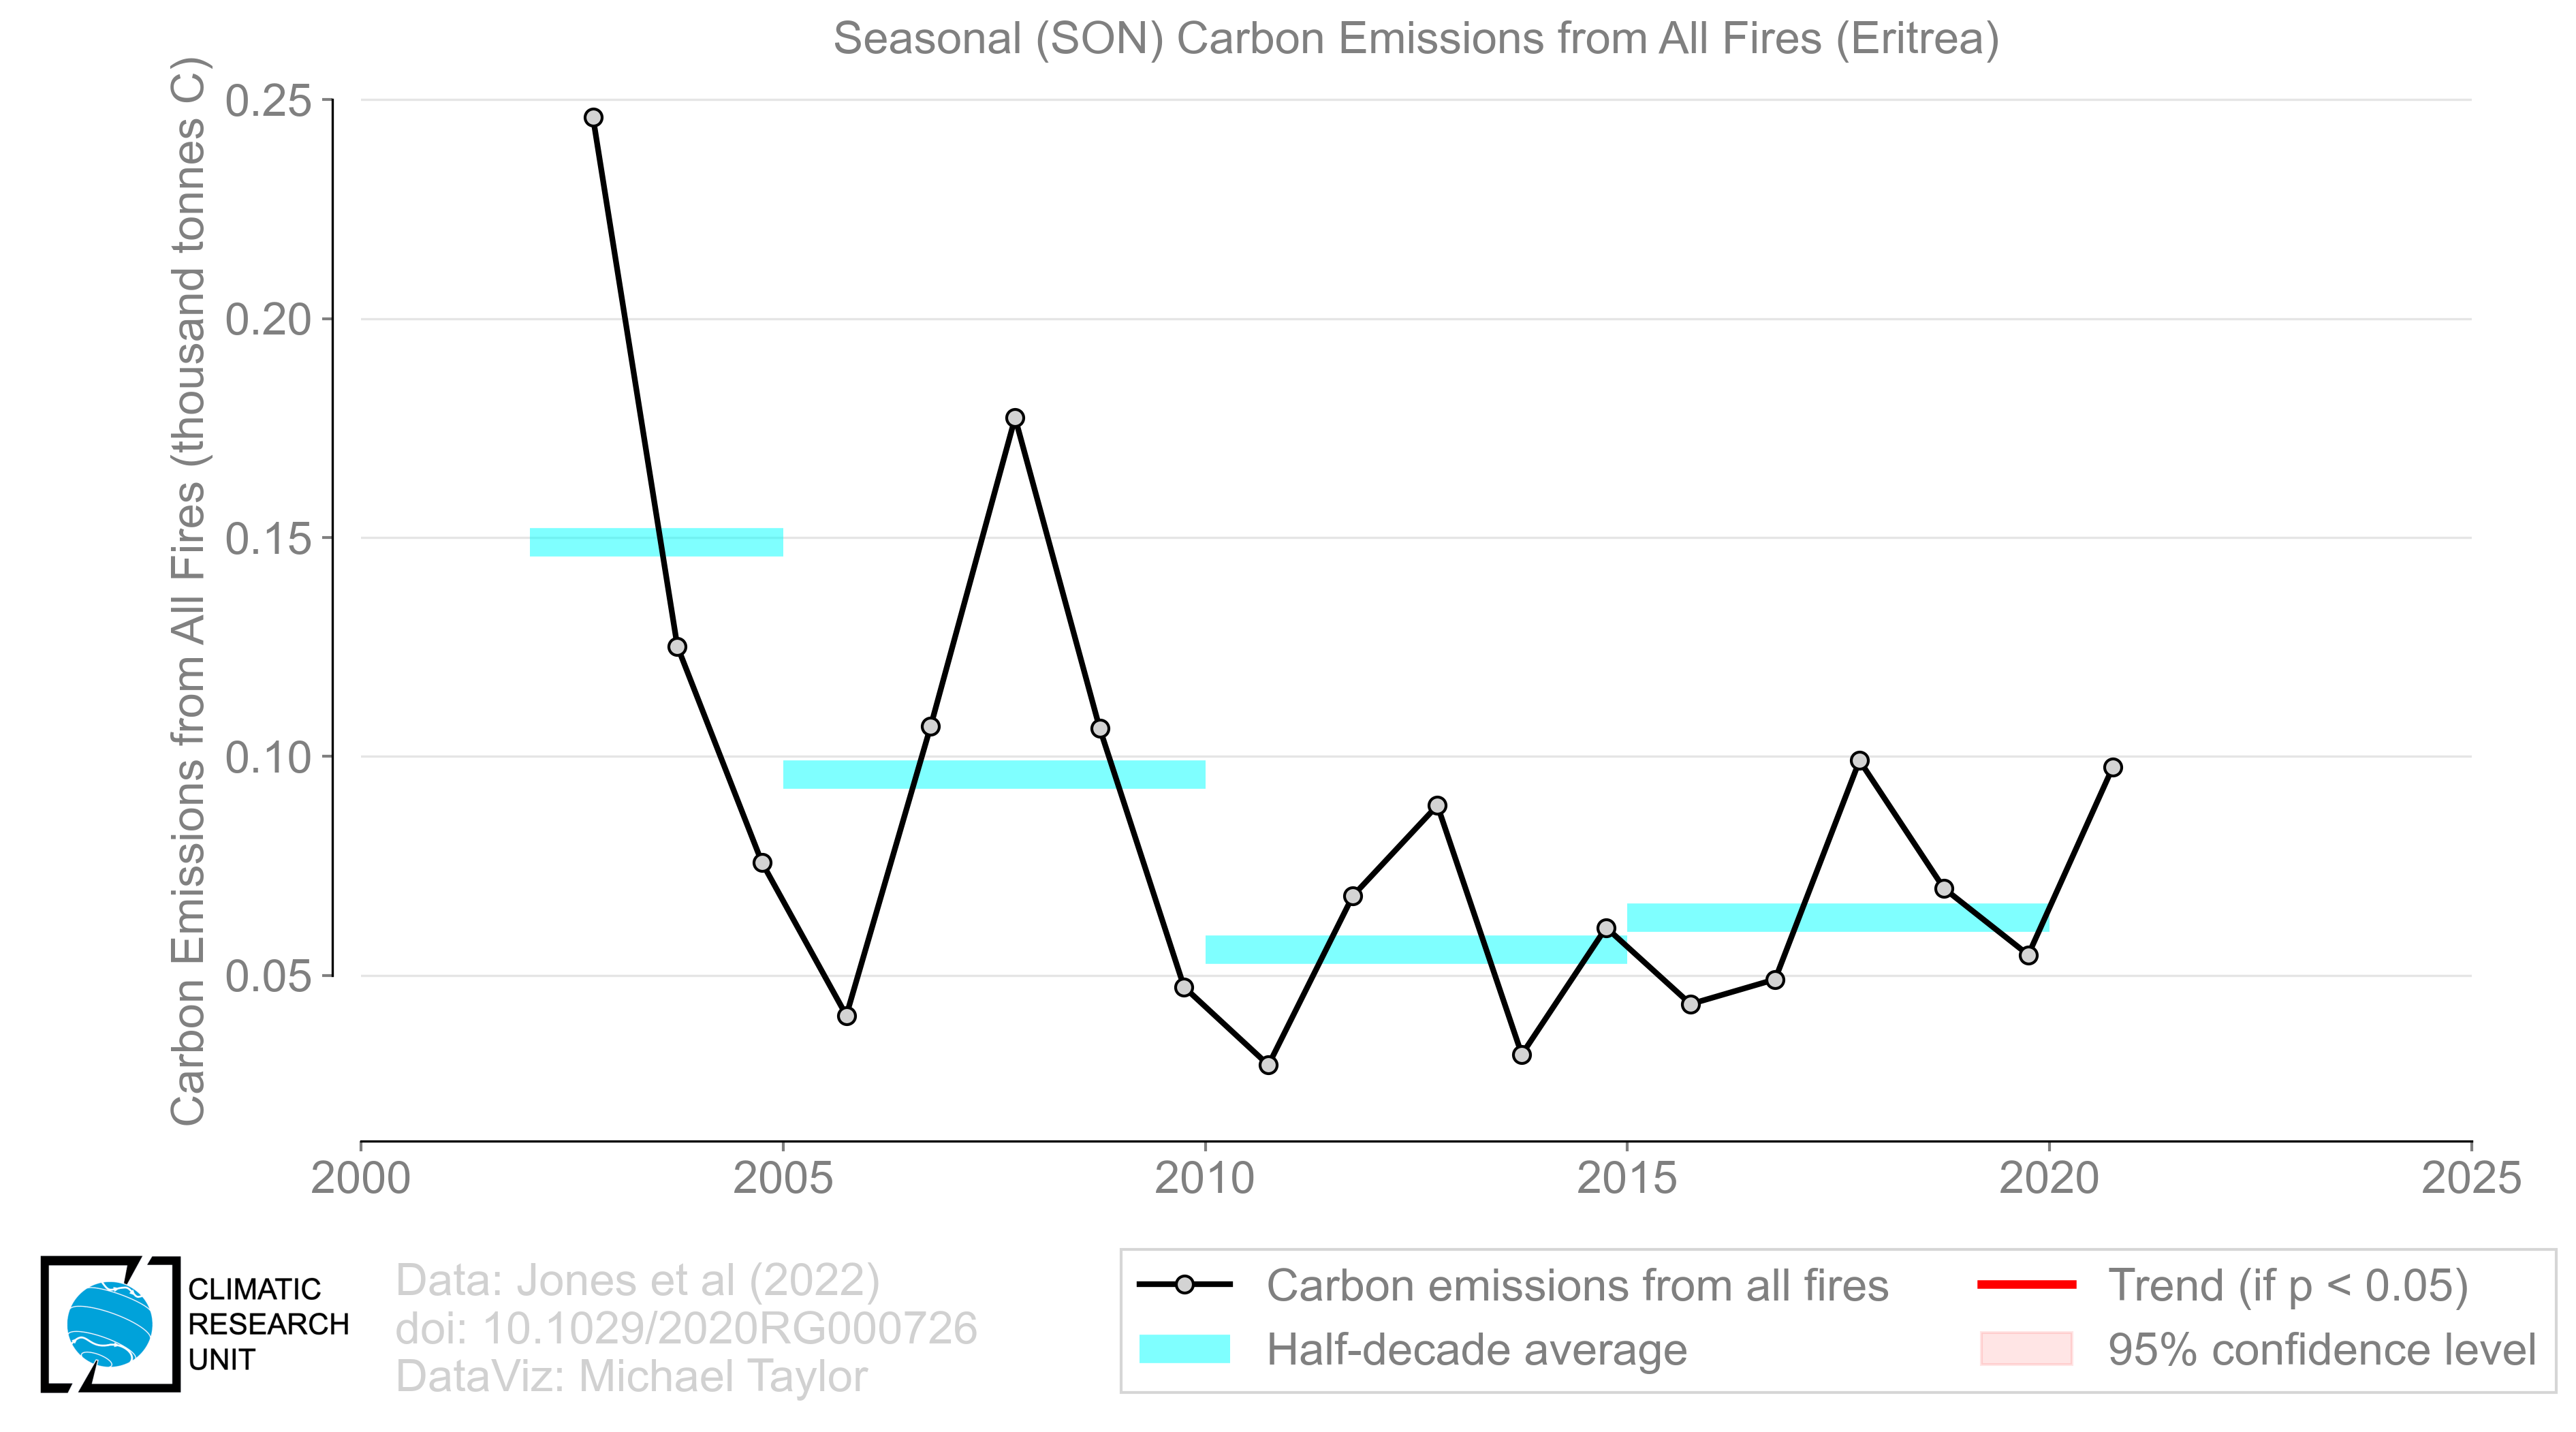 Seasonal (SON) Carbon Emissions from All Fires (Eritrea)
Carbon Emissions from All Fires (thousand tonnes C)
0.25
0.20
0.15
0.10
0.05
2000 2005 2010 2015 2020 2025
CLIMATIC
RESEARCH
UNIT
Data: Jones et al (2022)
doi: 10.1029/2020RG000726
DataViz: Michael Taylor
Carbon emissions from all fires
Half-decade average
Trend (if p < 0.05)
95% confidence level